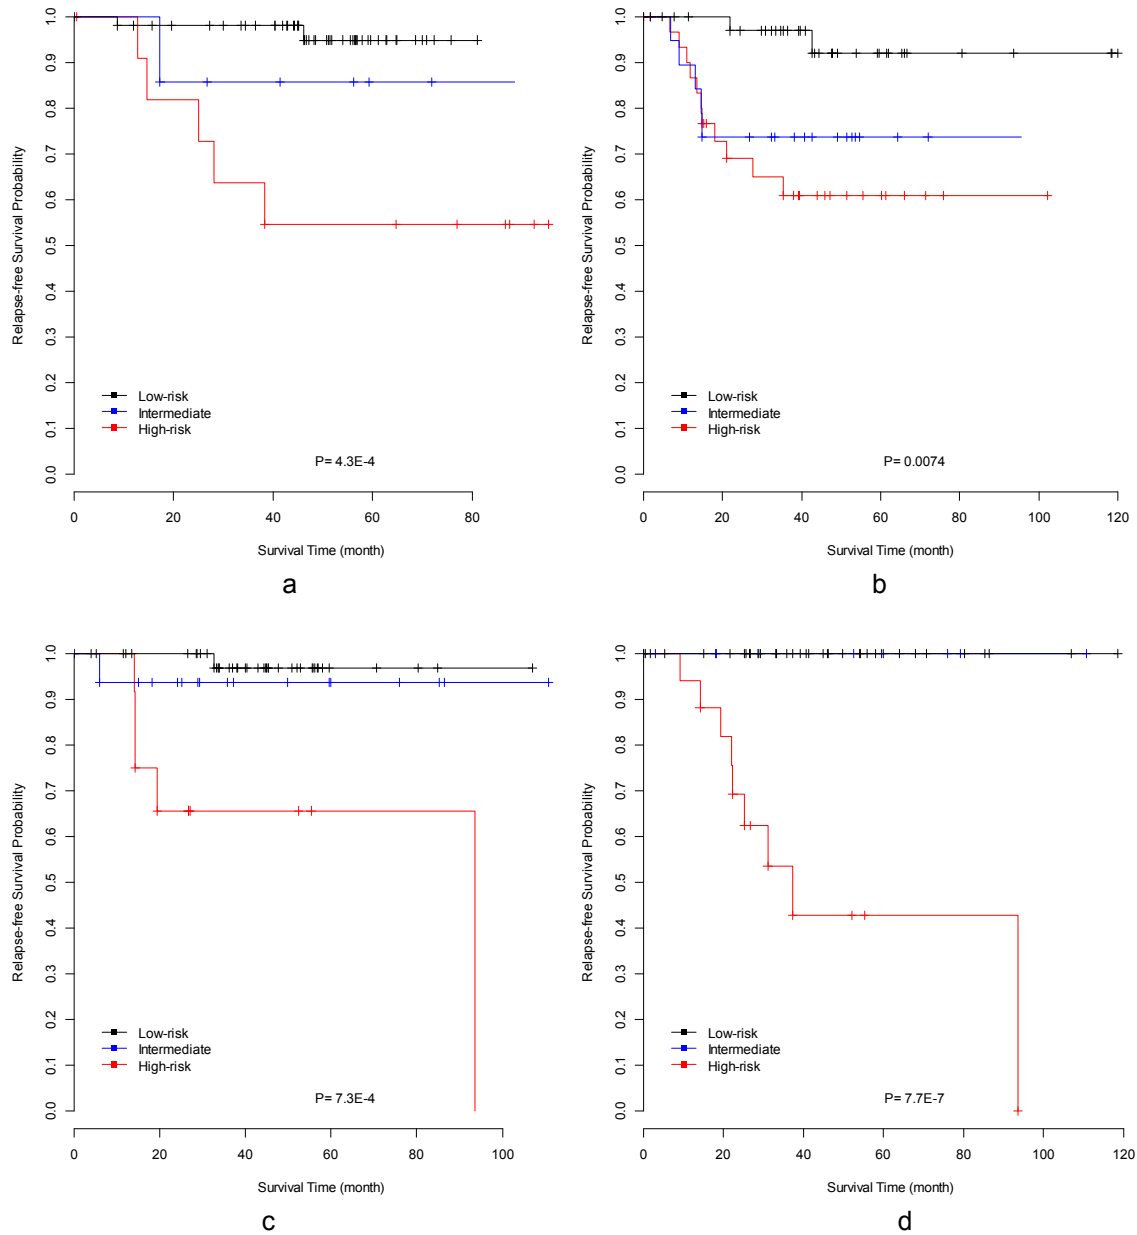 1.0
0.9
0.8
0.7
0.6
0.5
0.4
0.3
0.2
0.1
0.0
Relapse-free Survival Probability
Low-risk
Intermediate
High-risk
P= 4.3E-4
0 20 40 60 80
Survival Time (month)
a
1.0
0.9
0.8
0.7
0.6
0.5
0.4
0.3
0.2
0.1
0.0
Relapse-free Survival Probability
Low-risk
Intermediate
High-risk
P= 0.0074
0 20 40 60 80 100 120
Survival Time (month)
b
1.0
0.9
0.8
0.7
0.6
0.5
0.4
0.3
0.2
0.1
0.0
Relapse-free Survival Probability
Low-risk
Intermediate
High-risk
P= 7.3E-4
0 20 40 60 80 100
Survival Time (month)
c
1.0
0.9
0.8
0.7
0.6
0.5
0.4
0.3
0.2
0.1
0.0
Relapse-free Survival Probability
Low-risk
Intermediate
High-risk
P= 7.7E-7
0 20 40 60 80 100 120
Survival Time (month)
d